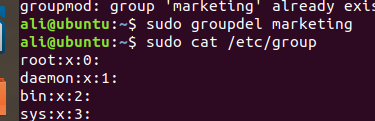 groupmod: group 'marketing' already exis
ali@ubuntu:~$ sudo groupdel marketing
ali@ubuntu:~$ sudo cat /etc/group
root:x:0:
daemon:x:1:
bin:x:2:
sys:x:3: